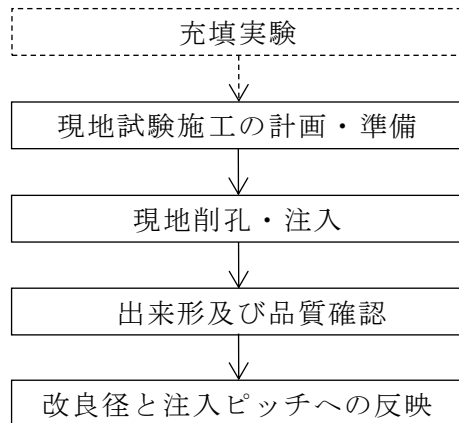 充填実験
現地試験施工の計画・準備
現地削孔・注入
出来形及び品質確認
改良径と注入ピッチへの反映